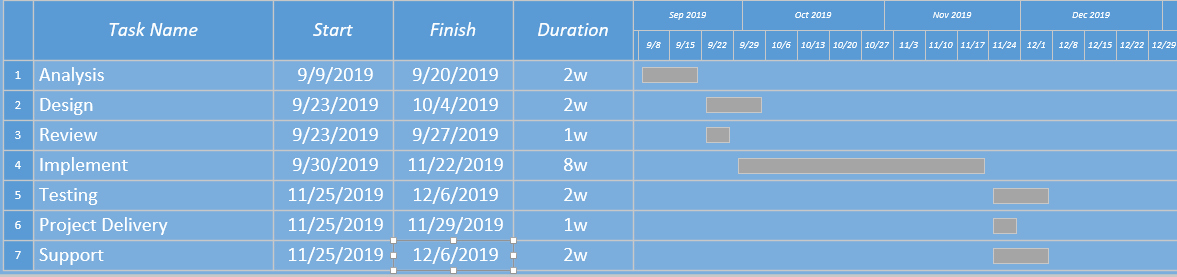 Task Name Start Finish Duration Sep 2019 Oct 2019 Nov 2019 Dec 2019
9/8 9/15 9/22 9/29 10/6 10/13 10/20 10/27 11/3 11/10 11/17 11/24 12/1 12/8 12/15 12/22 12/29
1 Analysis 9/9/2019 9/20/2019 2w
2 Design 9/23/2019 10/4/2019 2w
3 Review 9/23/2019 9/27/2019 1w
4 Implement 9/30/2019 11/22/2019 8w
5 Testing 11/25/2019 12/6/2019 2w
6 Project Delivery 11/25/2019 11/29/2019 1w
7 Support 11/25/2019 12/6/2019 2w